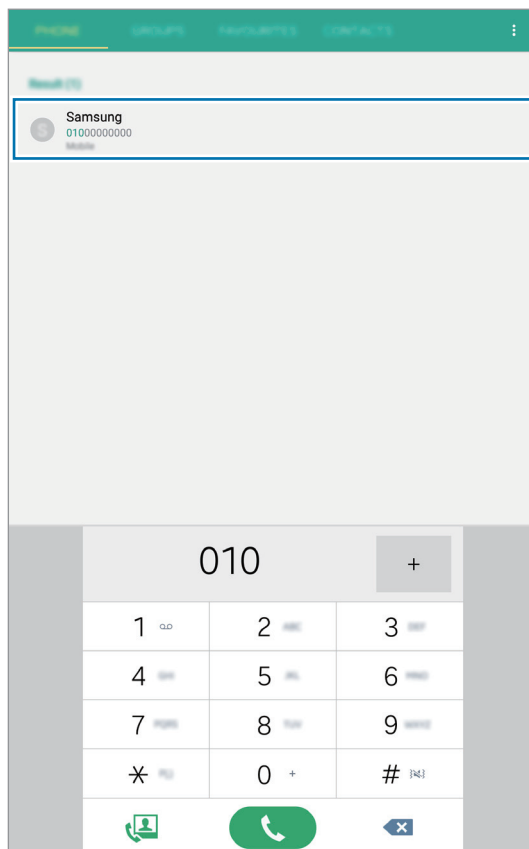 PHONE GROUPS FAVOURITES CONTACTS
Result (1)
S
Samsung
01000000000
Mobile
010 +
1 2 ABC 3 DEF
4 GHI 5 JKL 6 MNO
7 PQRS 8 TUV 9 WXYZ
* 0 + #